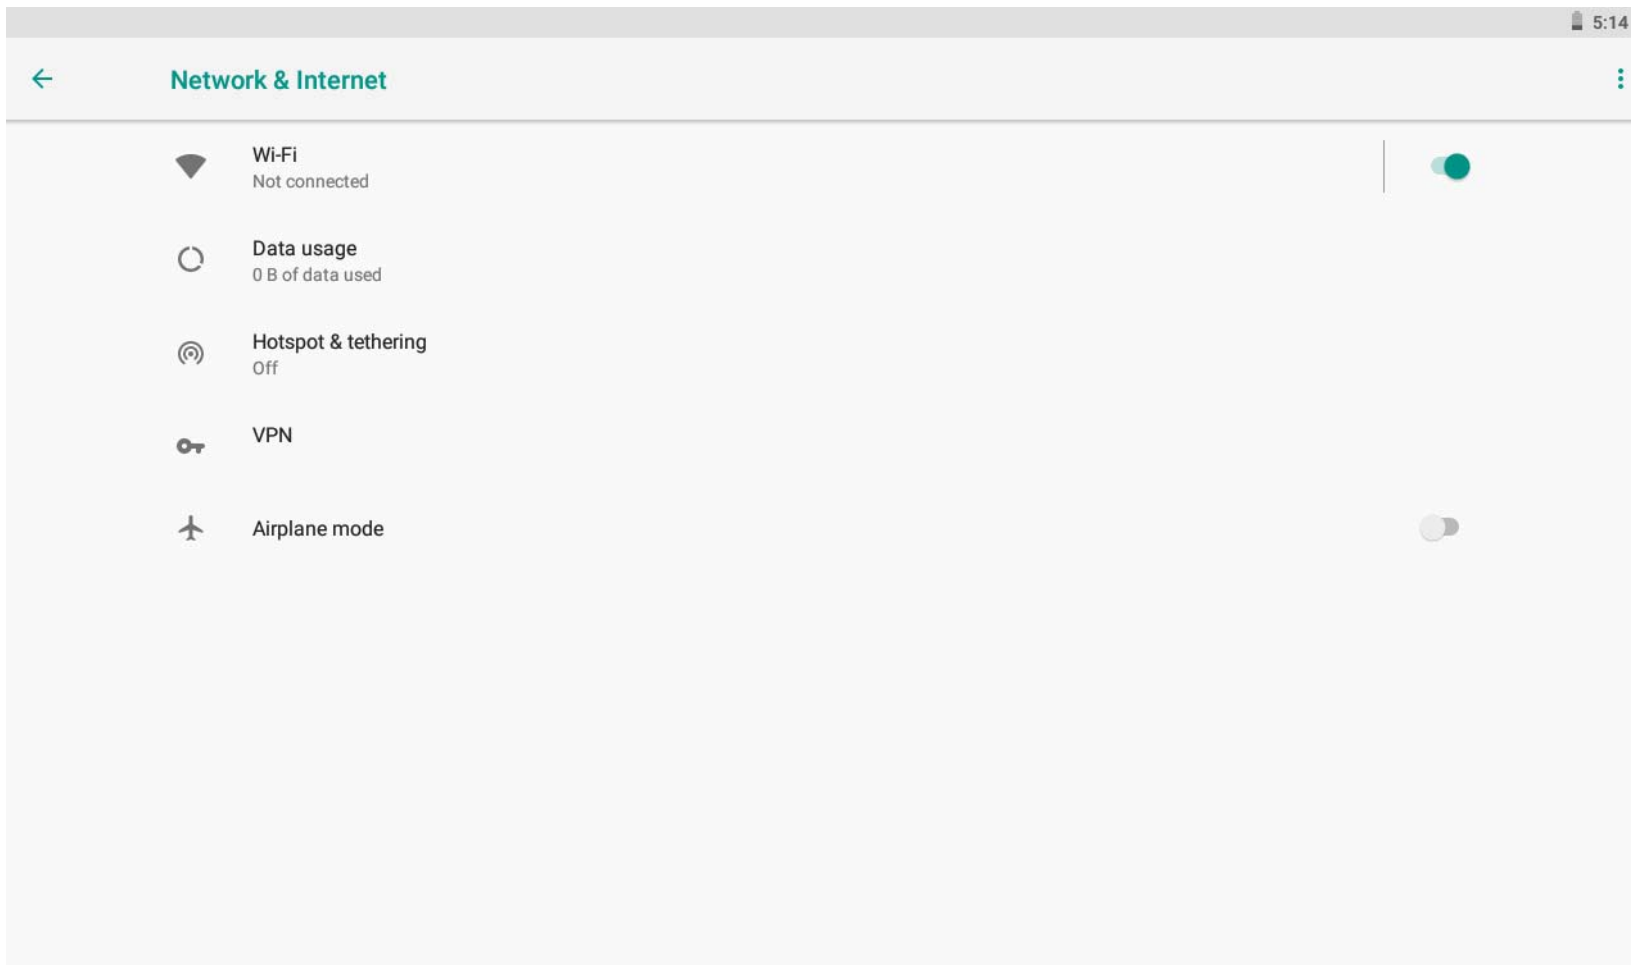 5:14
Network & Internet
Wi-Fi
Not connected
Data usage
0 B of data used
Hotspot & tethering
Off
VPN
Airplane mode